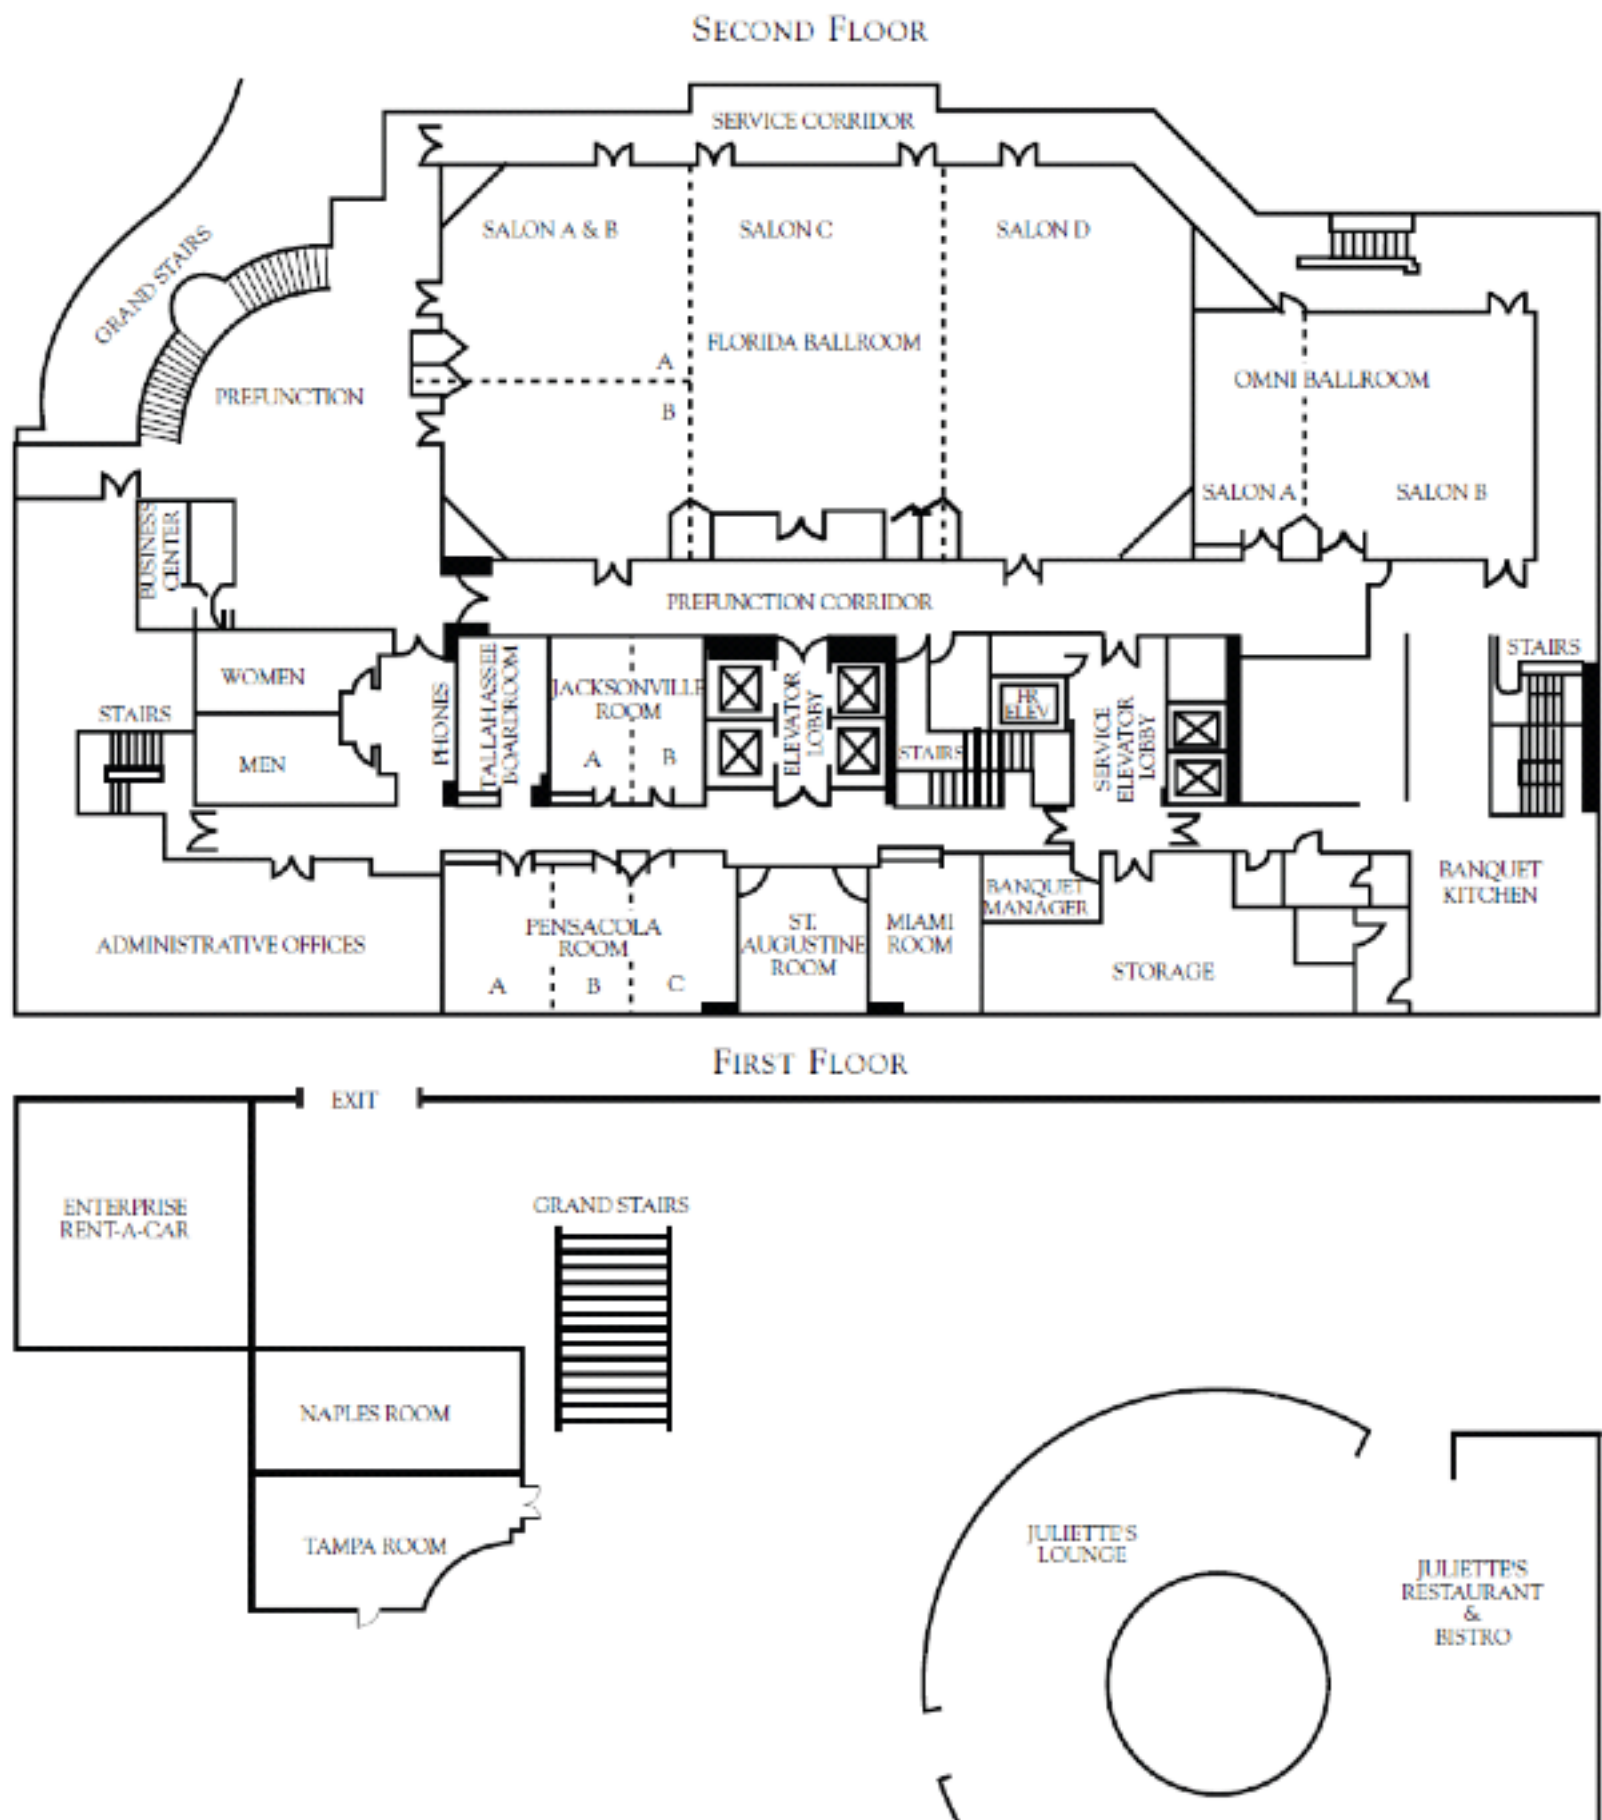 SECOND FLOOR
SERVICE CORRIDOR
SALON A & B
SALON C
SALON D
GRAND STAIRS
FLORIDA BALLROOM
A
B
PREFUNCTION
OMNI BALLROOM
SALON A
SALON B
BUSINESS
CENTER
PREFUNCTION CORRIDOR
WOMEN
STAIRS
MEN
PHONES
TALLAHASSEE
BOARDROOM
JACKSONVILLE
ROOM
A
B
ELEVATOR
LOBBY
STAIRS
FR
ELEV
SERVICE
ELEVATOR
LOBBY
STAIRS
BANQUET
KITCHEN
ADMINISTRATIVE OFFICES
PENSACOLA
ROOM
A
B
C
ST.
AUGUSTINE
ROOM
MIAMI
ROOM
BANQUET
MANAGER
STORAGE
FIRST FLOOR
EXIT
ENTERPRISE
RENT-A-CAR
GRAND STAIRS
NAPLES ROOM
TAMPA ROOM
JULIETTE'S
LOUNGE
JULIETTE'S
RESTAURANT
&
BISTRO